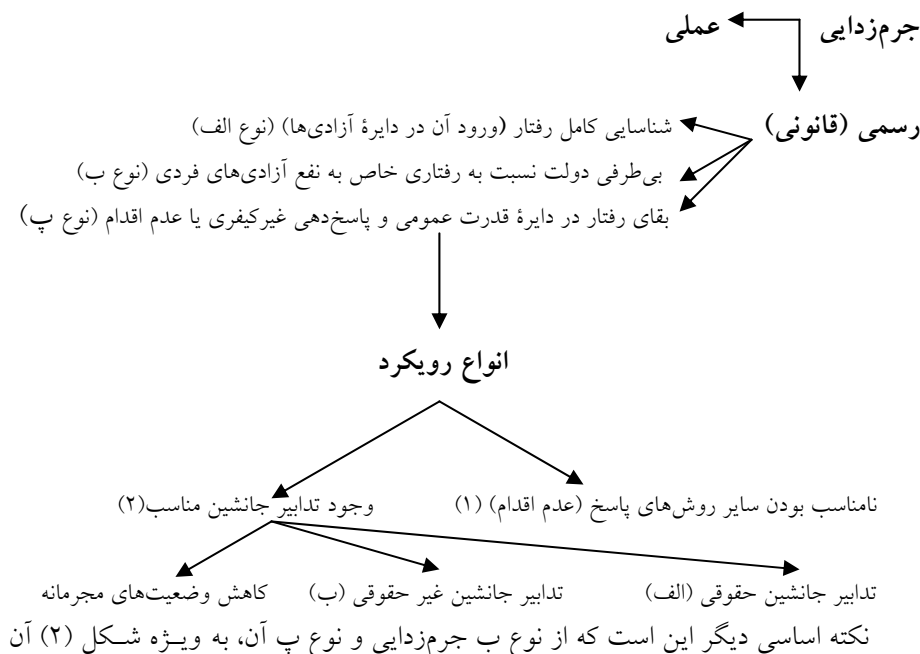 جرم‌زدایی عملی
رسمی (قانونی) شناسایی کامل رفتار (ورود آن در دایرهٔ آزادی‌ها) (نوع الف)
بی‌طرفی دولت نسبت به رفتاری خاص به نفع آزادی‌های فردی (نوع ب)
بقای رفتار در دایرهٔ قدرت عمومی و پاسخ‌دهی غیرکیفری یا عدم اقدام (نوع پ)
انواع رویکرد
نامناسب بودن سایر روش‌های پاسخ (عدم اقدام) (۱) وجود تدابیر جانشین مناسب(۲)
تدابیر جانشین حقوقی (الف) تدابیر جانشین غیر حقوقی (ب) کاهش وضعیت‌های مجرمانه
نکته اساسی دیگر این است که از نوع ب جرم‌زدایی و نوع پ آن، به ویـژه شـکل (۲) آن